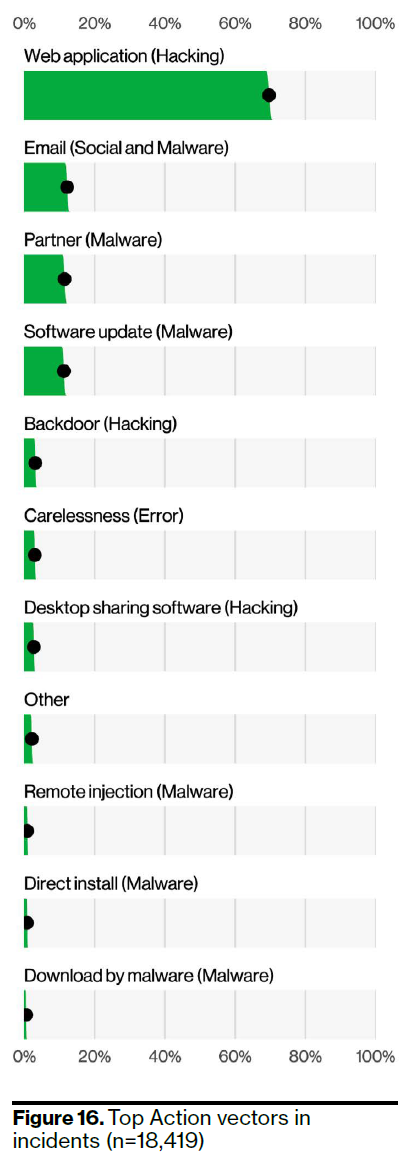 0% 20% 40% 60% 80% 100%
Web application (Hacking)
Email (Social and Malware)
Partner (Malware)
Software update (Malware)
Backdoor (Hacking)
Carelessness (Error)
Desktop sharing software (Hacking)
Other
Remote injection (Malware)
Direct install (Malware)
Download by malware (Malware)
0% 20% 40% 60% 80% 100%
Figure 16. Top Action vectors in
incidents (n=18,419)